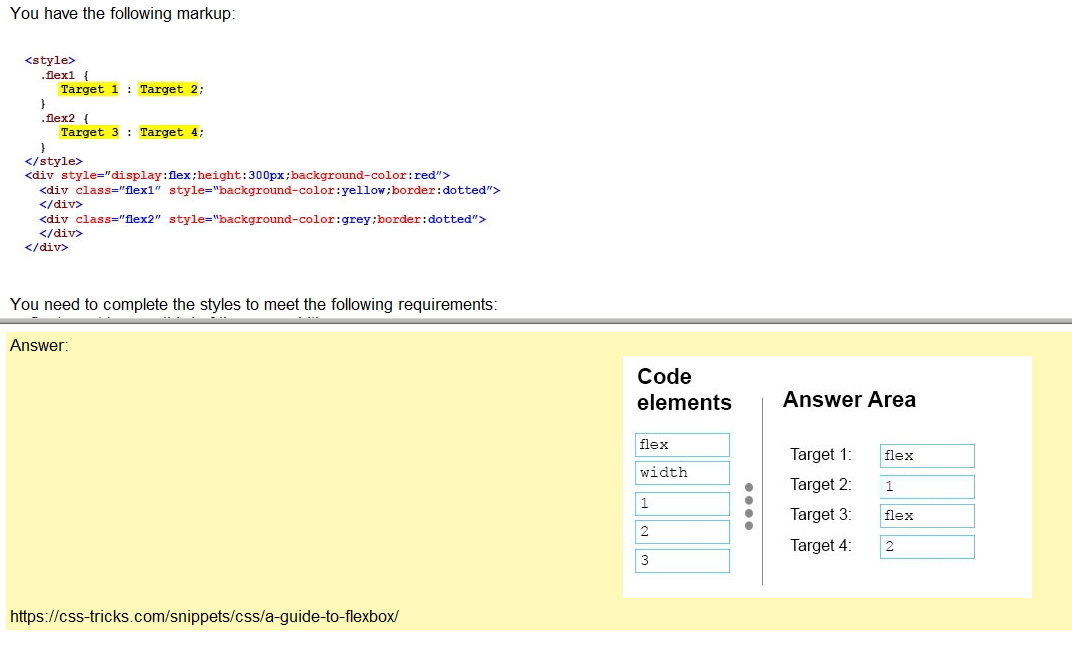 You have the following markup:
<style>
.flex1 {
Target 1 : Target 2;
}
.flex2 {
Target 3 : Target 4;
}
</style>
<div style="display:flex;height:300px;background-color:red">
<div class="flex1" style="background-color:yellow;border:dotted">
</div>
<div class="flex2" style="background-color:grey;border:dotted">
</div>
</div>
You need to complete the styles to meet the following requirements:
Answer:
Code
elements
flex
width
1
2
3
Answer Area
Target 1: flex
Target 2: 1
Target 3: flex
Target 4: 2
https://css-tricks.com/snippets/css/a-guide-to-flexbox/